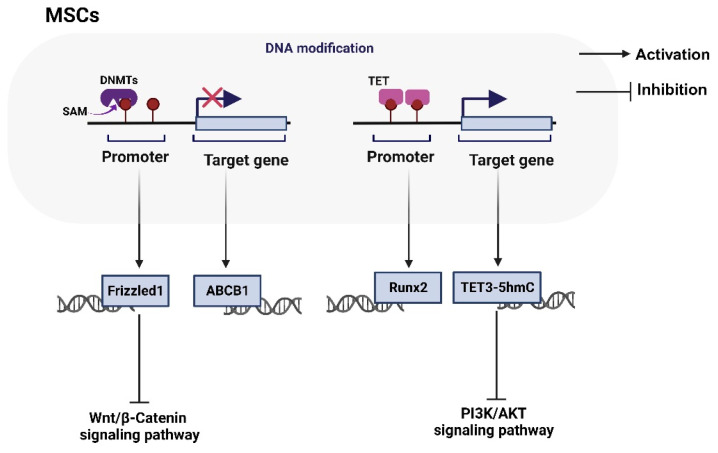 MSCs
DNA modification
Activation
Inhibition
DNMTs
SAM
TET
Promoter
Target gene
Promoter
Target gene
Frizzled1
ABCB1
Runx2
TET3-5hmC
Wnt/β-Catenin
signaling pathway
PI3K/AKT
signaling pathway